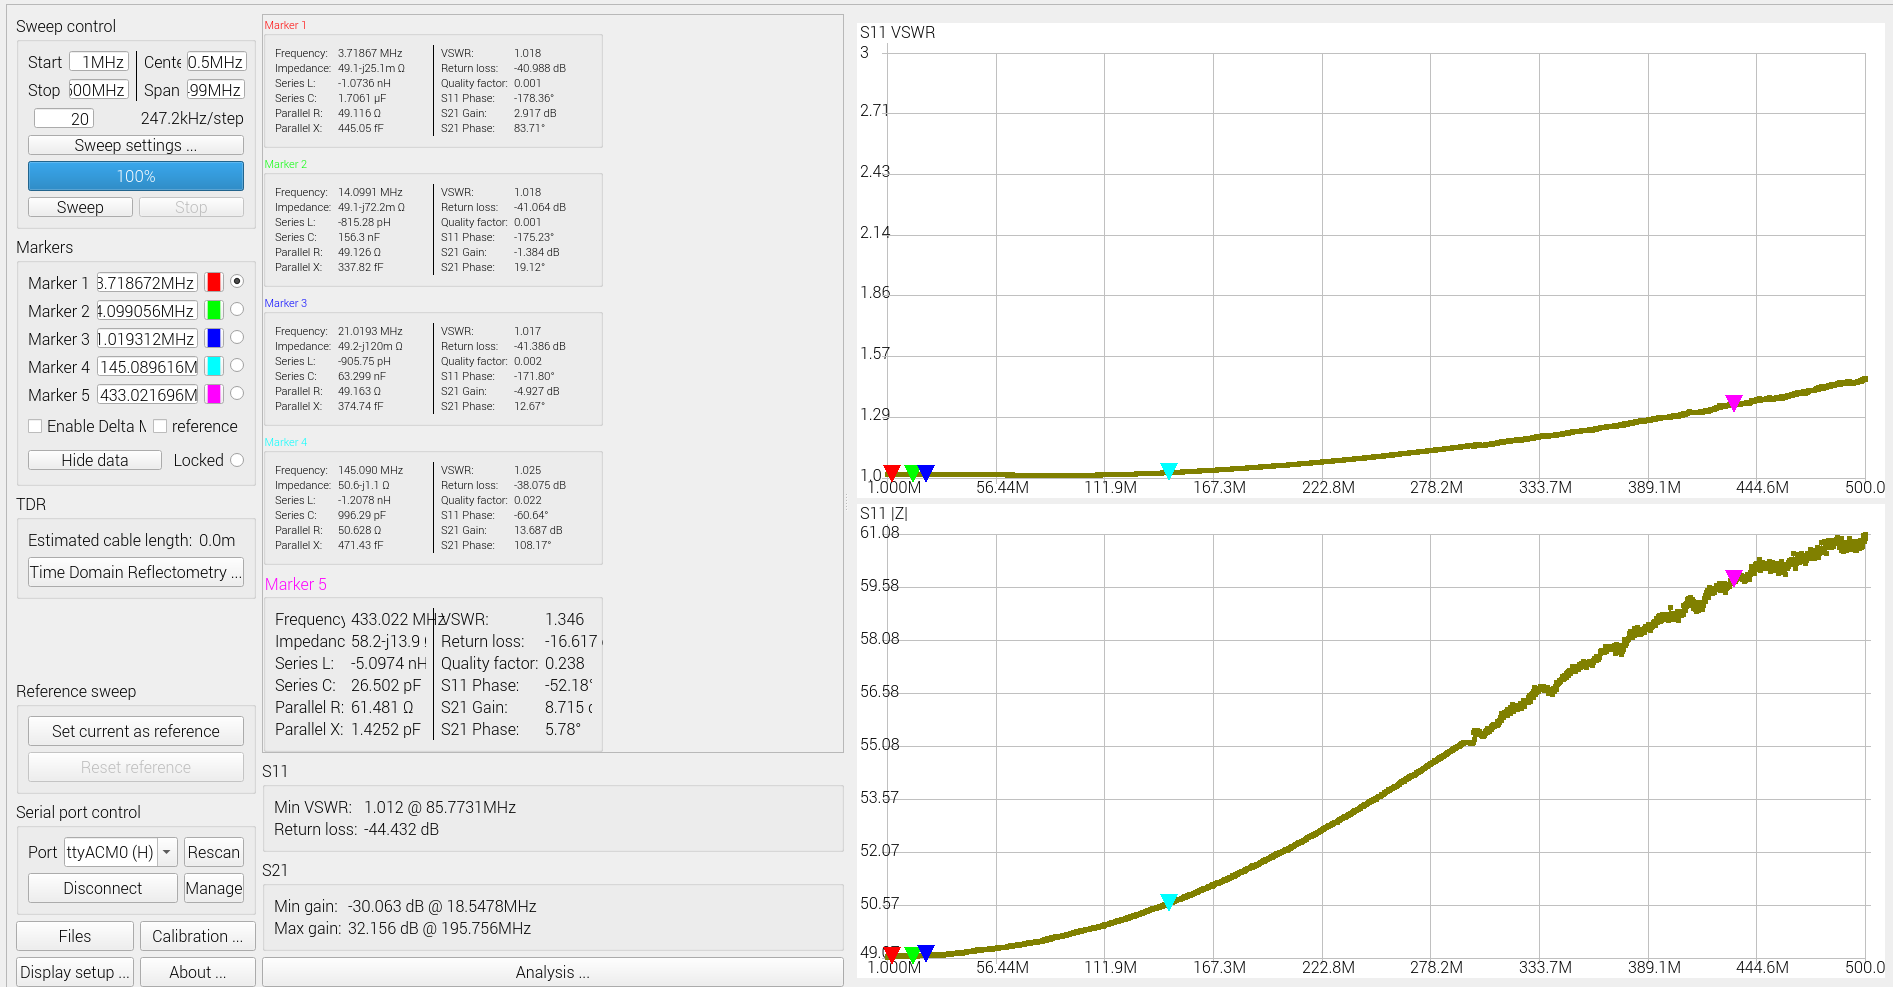 Sweep control
Start 1MHz Cente 0.5MHz
Stop 500MHz Span -99MHz
20 247.2kHz/step
Sweep settings ...
100%
Sweep Stop
Markers
Marker 1 3.718672MHz
Marker 2 4.099056MHz
Marker 3 1.019312MHz
Marker 4 145.089616M
Marker 5 433.021696M
Enable Delta M reference
Hide data Locked
TDR
Estimated cable length: 0.0m
Time Domain Reflectometry ...
Reference sweep
Set current as reference
Reset reference
Serial port control
Port ttyACM0 (H) Rescan
Disconnect Manage
Files Calibration ...
Display setup ... About ...
Marker 1
Frequency: 3.71867 MHz VSWR: 1.018
Impedance: 49.1-j25.1m Ω Return loss: -40.988 dB
Series L: -1.0736 nH Quality factor: 0.001
Series C: 1.7061 µF S11 Phase: -178.36°
Parallel R: 49.116 Ω S21 Gain: 2.917 dB
Parallel X: 445.05 fF S21 Phase: 83.71°
Marker 2
Frequency: 14.0991 MHz VSWR: 1.018
Impedance: 49.1-j72.2m Ω Return loss: -41.064 dB
Series L: -815.28 pH Quality factor: 0.001
Series C: 156.3 nF S11 Phase: -175.23°
Parallel R: 49.126 Ω S21 Gain: -1.384 dB
Parallel X: 337.82 fF S21 Phase: 19.12°
Marker 3
Frequency: 21.0193 MHz VSWR: 1.017
Impedance: 49.2-j120m Ω Return loss: -41.386 dB
Series L: -905.75 pH Quality factor: 0.002
Series C: 63.299 nF S11 Phase: -171.80°
Parallel R: 49.163 Ω S21 Gain: -4.927 dB
Parallel X: 374.74 fF S21 Phase: 12.67°
Marker 4
Frequency: 145.090 MHz VSWR: 1.025
Impedance: 50.6-j1.1 Ω Return loss: -38.075 dB
Series L: -1.2078 nH Quality factor: 0.022
Series C: 996.29 pF S11 Phase: -60.64°
Parallel R: 50.628 Ω S21 Gain: 13.687 dB
Parallel X: 471.43 fF S21 Phase: 108.17°
Marker 5
Frequency 433.022 MHz VSWR: 1.346
Impedanc 58.2-j13.9 Return loss: -16.617
Series L: -5.0974 nH Quality factor: 0.238
Series C: 26.502 pF S11 Phase: -52.18°
Parallel R: 61.481 Ω S21 Gain: 8.715
Parallel X: 1.4252 pF S21 Phase: 5.78°
S11
Min VSWR: 1.012 @ 85.7731MHz
Return loss: -44.432 dB
S21
Min gain: -30.063 dB @ 18.5478MHz
Max gain: 32.156 dB @ 195.756MHz
Analysis ...
S11 VSWR
3
2.71
2.43
2.14
1.86
1.57
1.29
1.0
1.000M 56.44M 111.9M 167.3M 222.8M 278.2M 333.7M 389.1M 444.6M 500.0
S11 |Z|
61.08
59.58
58.08
56.58
55.08
53.57
52.07
50.57
49.07
1.000M 56.44M 111.9M 167.3M 222.8M 278.2M 333.7M 389.1M 444.6M 500.0